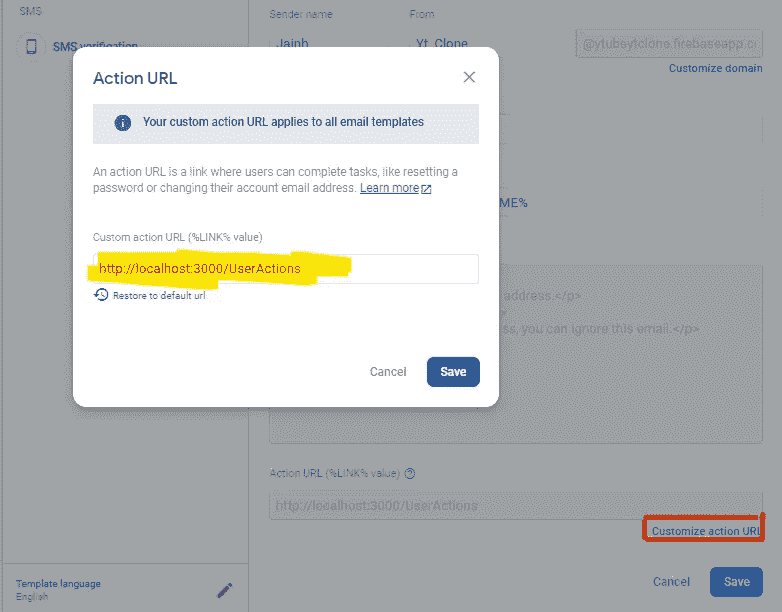 SMS
SMS verification
Sender name
From
Jainh
Yt_Clone
@ytubeytclone.firebaseapp.c
Customize domain
Action URL
Your custom action URL applies to all email templates
An action URL is a link where users can complete tasks, like resetting a
password or changing their account email address. Learn more
ME%
Custom action URL (%LINK% value)
http://localhost:3000/UserActions
Restore to default url
address.</p>
ss, you can ignore this email.</p>
Cancel
Save
Action URL (%LINK% value)
http://localhost:3000/UserActions
Customize action URL
Template language
English
Cancel
Save